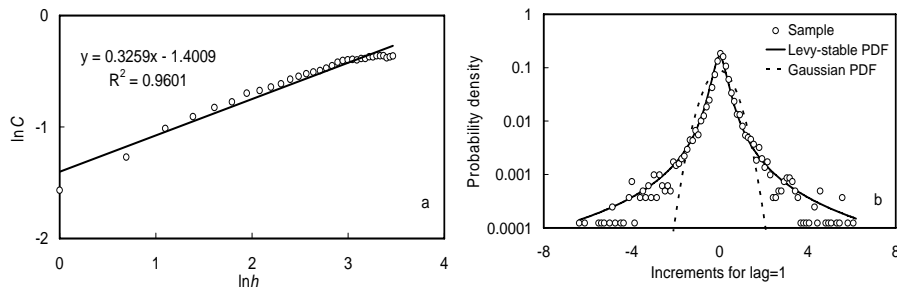 0
-1
-2
0
1
2
3
4
lnC
lnh
y = 0.3259x - 1.4009
R² = 0.9601
a
1
0.1
0.01
0.001
0.0001
-8
-4
0
4
8
Probability density
Increments for lag=1
Sample
Levy-stable PDF
Gaussian PDF
b